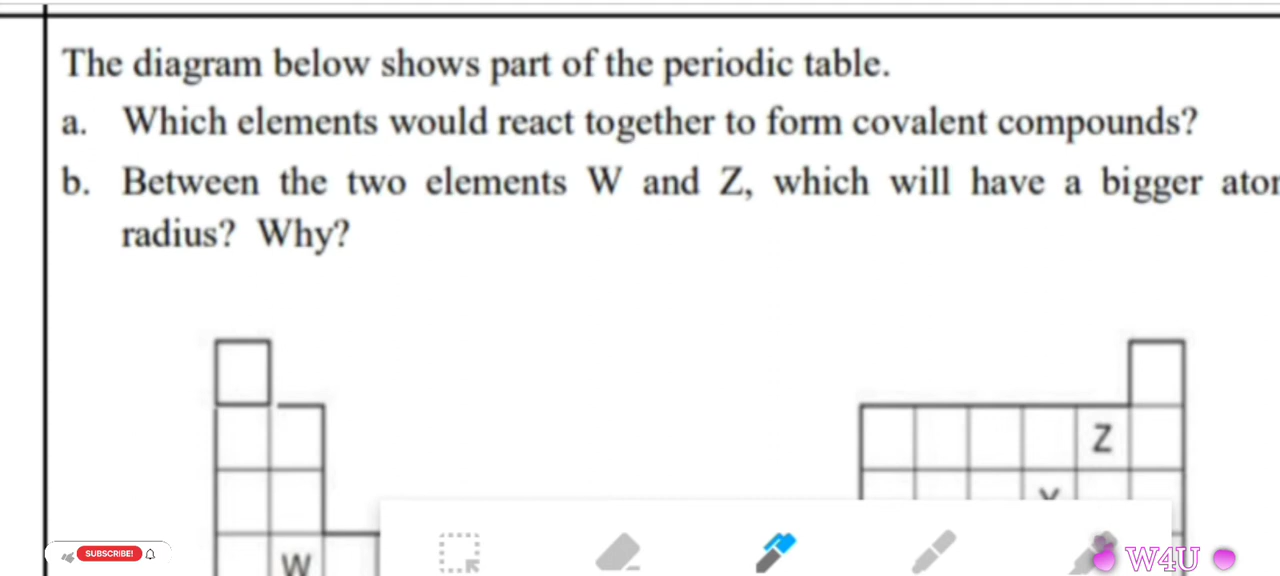 The diagram below shows part of the periodic table.
a. Which elements would react together to form covalent compounds?
b. Between the two elements W and Z, which will have a bigger
radius? Why?
Z
W
SUBSCRIBE!
W4U